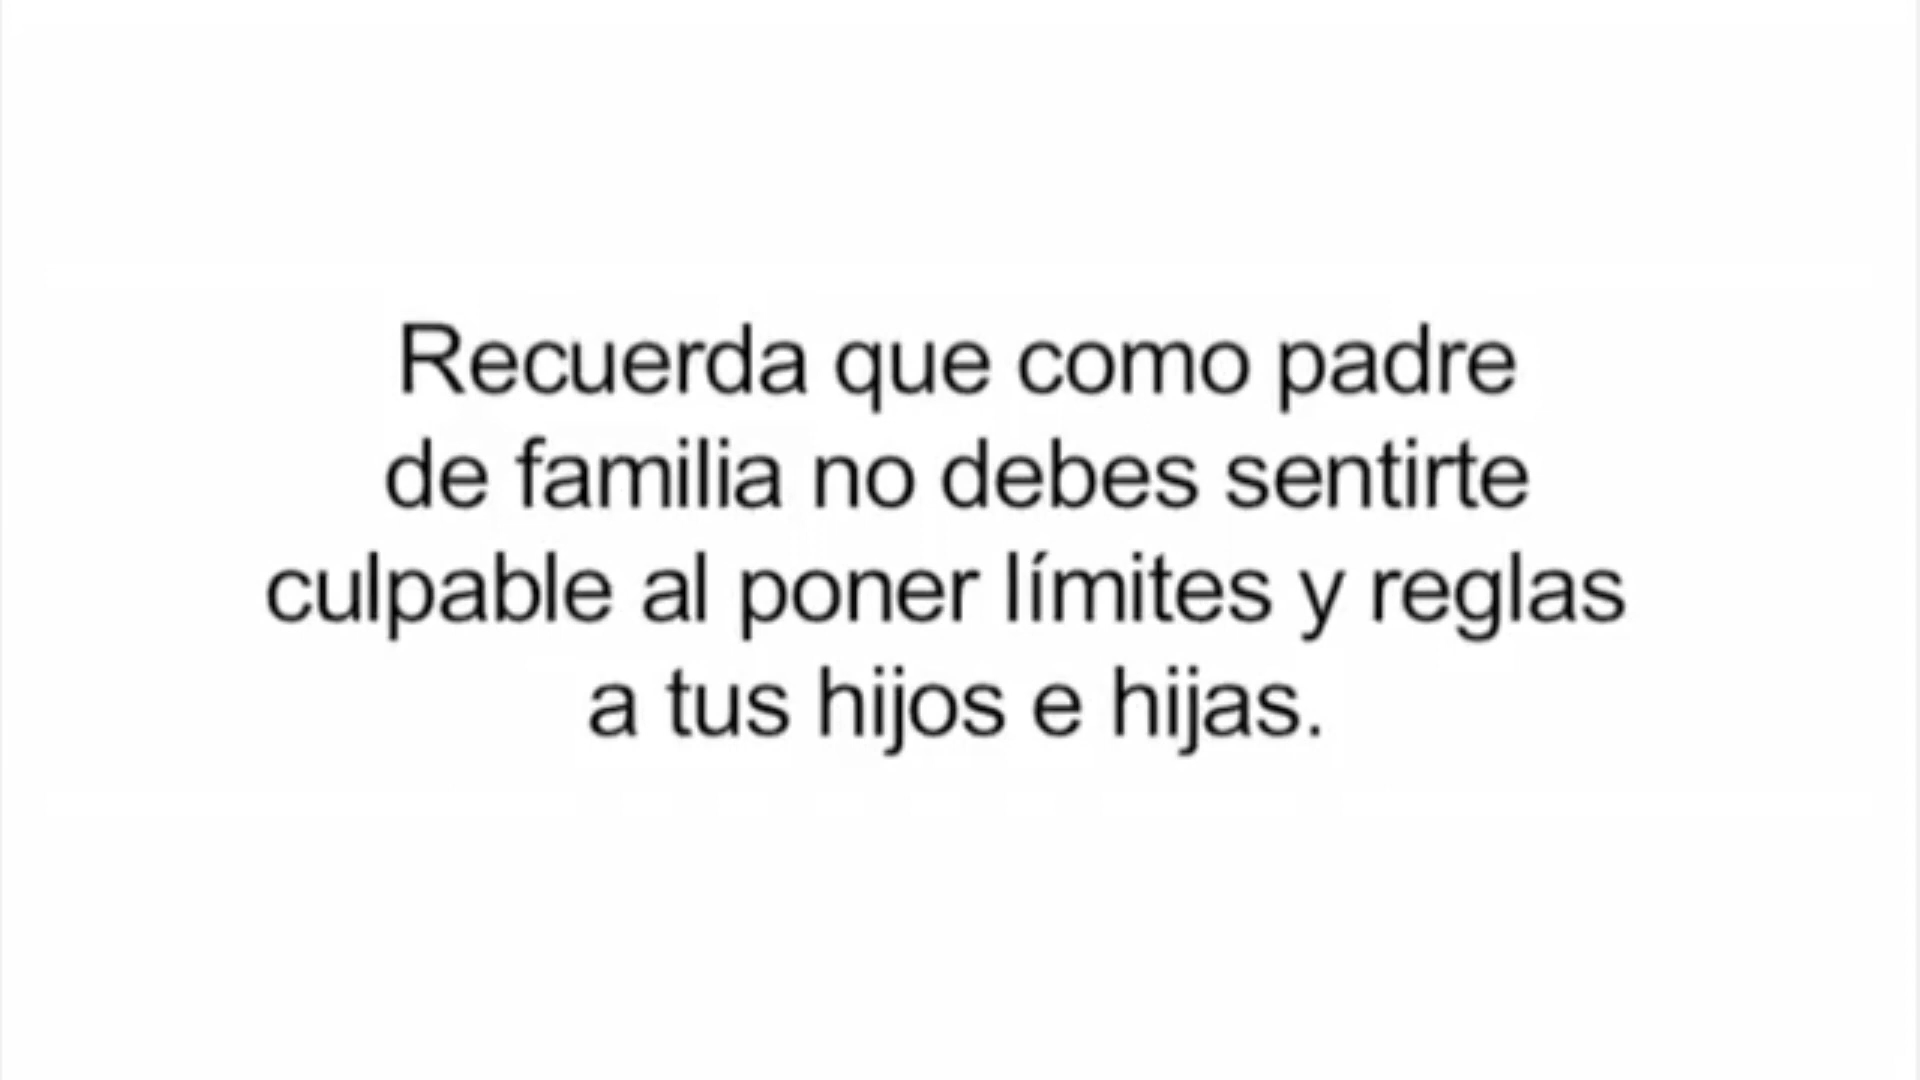 Recuerda que como padre
de familia no debes sentirte
culpable al poner límites y reglas
a tus hijos e hijas.